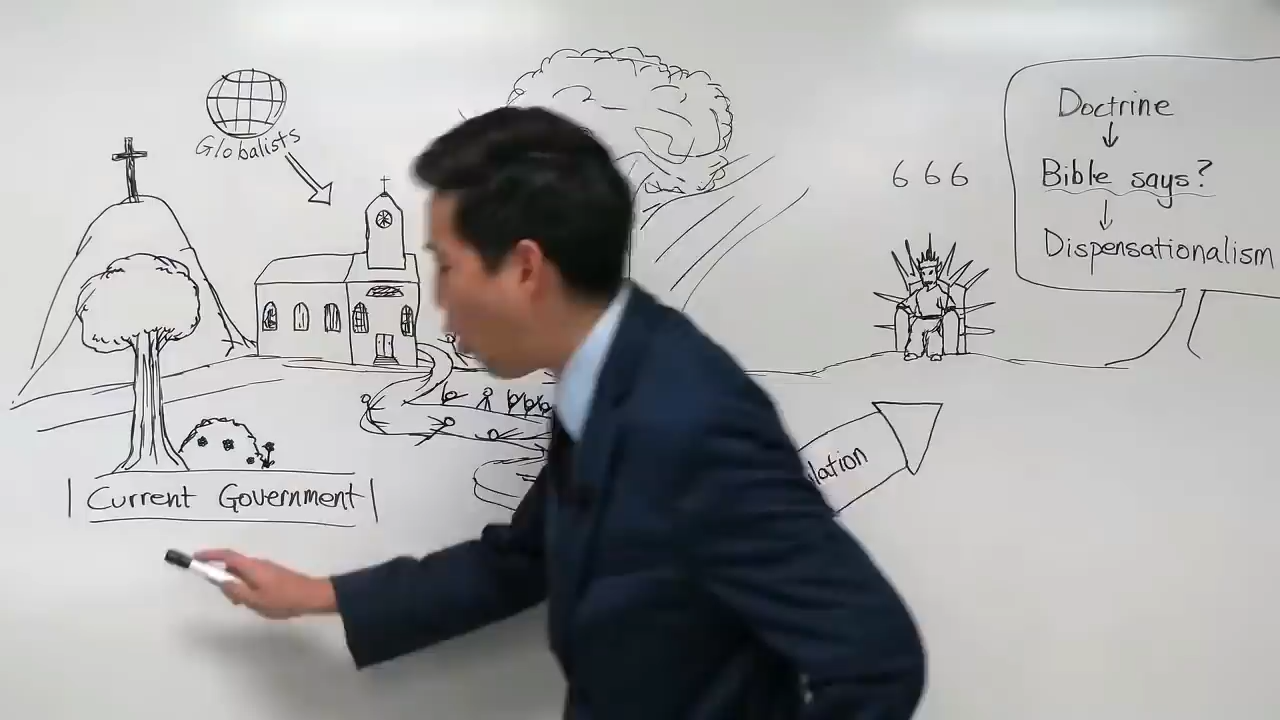 Globalists
Current Government
666
Doctrine
Bible says?
Dispensationalism